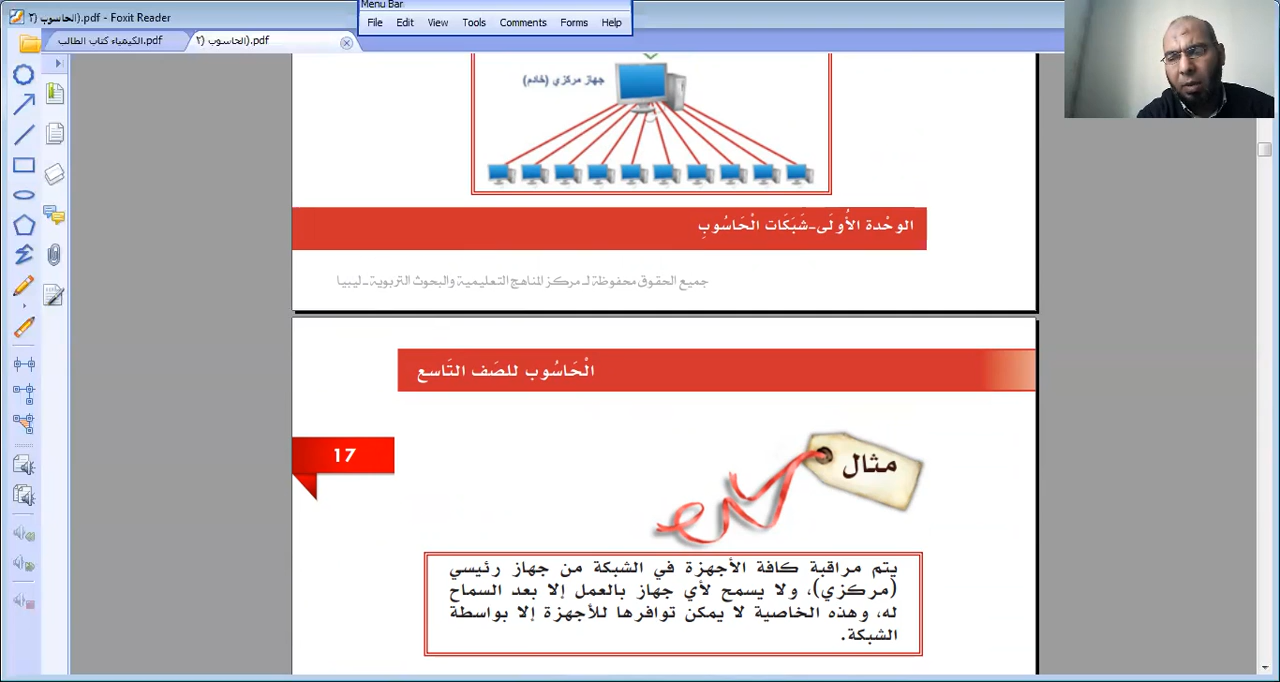 الحاسوب (٢).pdf - Foxit Reader
Menu Bar
File Edit View Tools Comments Forms Help
الكيمياء كتاب الطالب.pdf
الحاسوب (٢).pdf
جهاز مركزي (خادم)
الوحْدة الأُولَى-شَبَكَات الْحَاسُوبِ
جميع الحقوق محفوظة لـ مركز المناهج التعليمية والبحوث التربوية - ليبيا
الْحَاسُوب للصَف التَاسع
17
مثال
يتم مراقبة كافة الأجهزة في الشبكة من جهاز رئيسي
(مركزي)، ولا يسمح لأي جهاز بالعمل إلا بعد السماح
له، وهذه الخاصية لا يمكن توافرها للأجهزة إلا بواسطة
الشبكة.